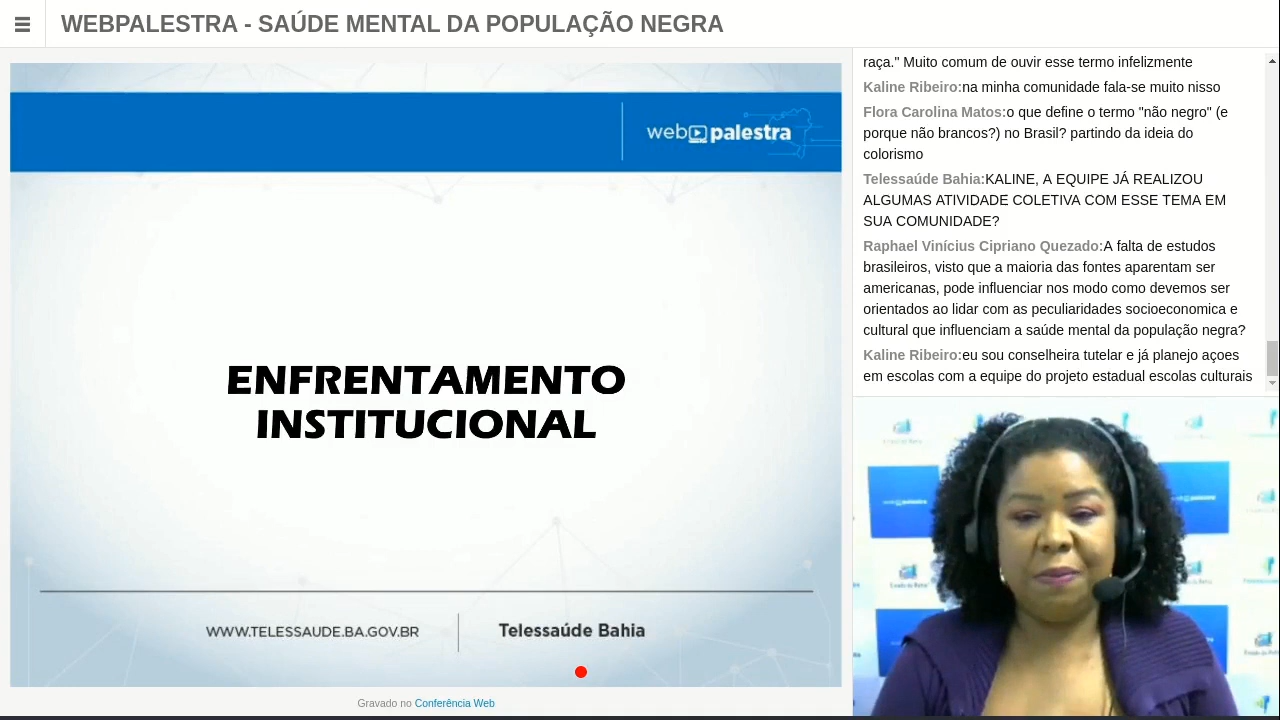 WEBPALESTRA - SAÚDE MENTAL DA POPULAÇÃO NEGRA
web palestra
ENFRENTAMENTO
INSTITUCIONAL
WWW.TELESSAUDE.BA.GOV.BR
Telessaúde Bahia
Gravado no Conferência Web
raça." Muito comum de ouvir esse termo infelizmente
Kaline Ribeiro:na minha comunidade fala-se muito nisso
Flora Carolina Matos:o que define o termo "não negro" (e
porque não brancos?) no Brasil? partindo da ideia do
colorismo
Telessaúde Bahia:KALINE, A EQUIPE JÁ REALIZOU
ALGUMAS ATIVIDADE COLETIVA COM ESSE TEMA EM
SUA COMUNIDADE?
Raphael Vinícius Cipriano Quezado:A falta de estudos
brasileiros, visto que a maioria das fontes aparentam ser
americanas, pode influenciar nos modo como devemos ser
orientados ao lidar com as peculiaridades socioeconomica e
cultural que influenciam a saúde mental da população negra?
Kaline Ribeiro:eu sou conselheira tutelar e já planejo açoes
em escolas com a equipe do projeto estadual escolas culturais